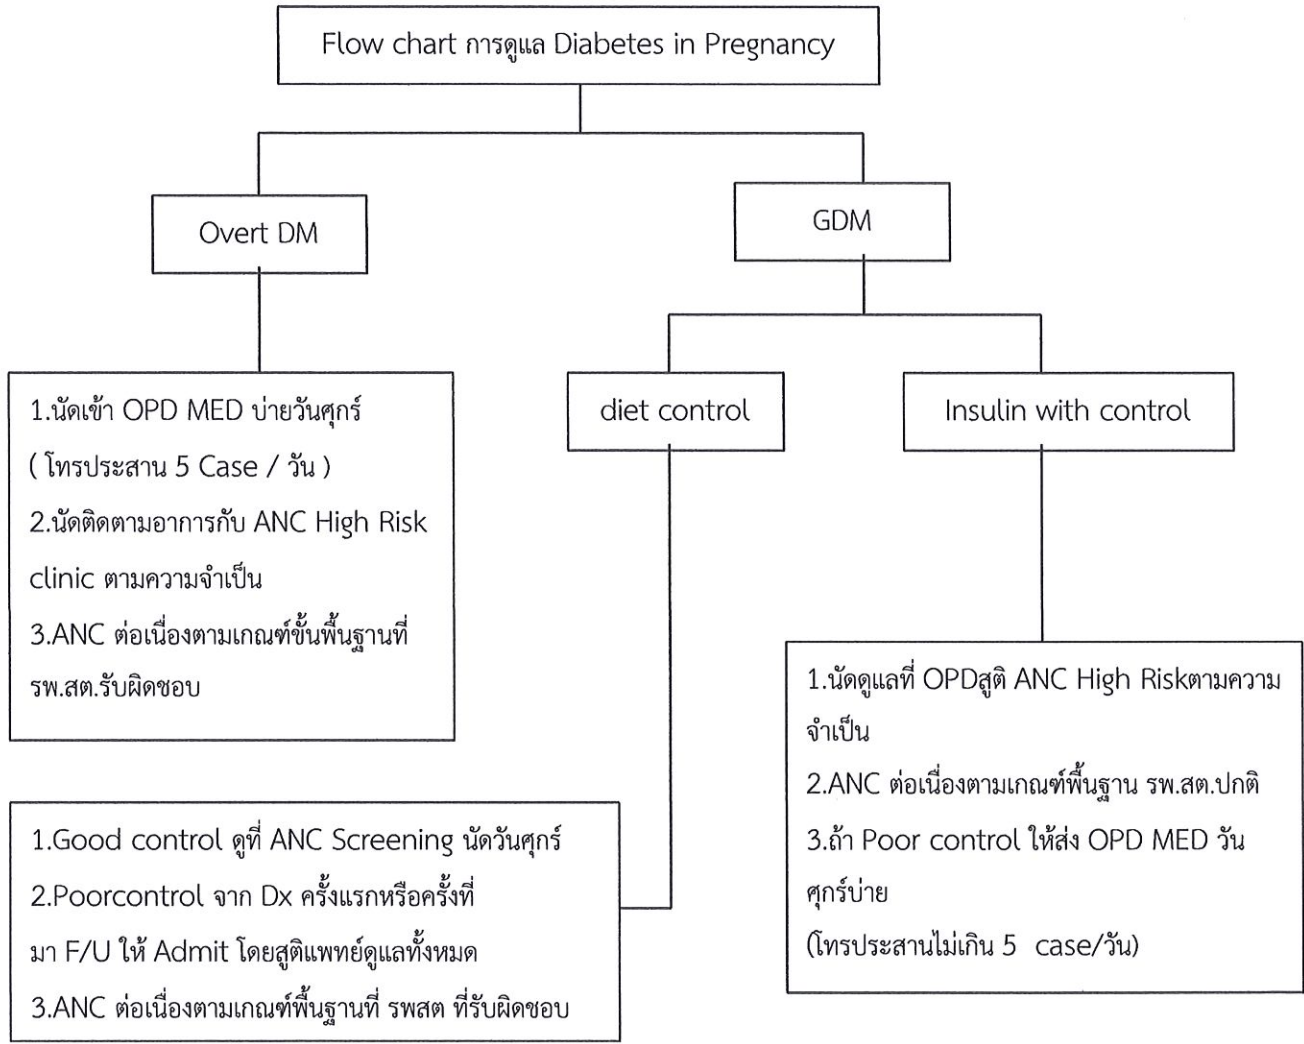 Flow chart การดูแล Diabetes in Pregnancy
Overt DM
GDM
1.นัดเข้า OPD MED บ่ายวันศุกร์
( โทรประสาน 5 Case / วัน )
2.นัดติดตามอาการกับ ANC High Risk
clinic ตามความจำเป็น
3.ANC ต่อเนื่องตามเกณฑ์ขั้นพื้นฐานที่
รพ.สต.รับผิดชอบ
diet control
Insulin with control
1.Good control ดูที่ ANC Screening นัดวันศุกร์
2.Poorcontrol จาก Dx ครั้งแรกหรือครั้งที่
มา F/U ให้ Admit โดยสูติแพทย์ดูแลทั้งหมด
3.ANC ต่อเนื่องตามเกณฑ์พื้นฐานที่ รพสต ที่รับผิดชอบ
1.นัดดูแลที่ OPDสูติ ANC High Riskตามความ
จำเป็น
2.ANC ต่อเนื่องตามเกณฑ์พื้นฐาน รพ.สต.ปกติ
3.ถ้า Poor control ให้ส่ง OPD MED วัน
ศุกร์บ่าย
(โทรประสานไม่เกิน 5 case/วัน)